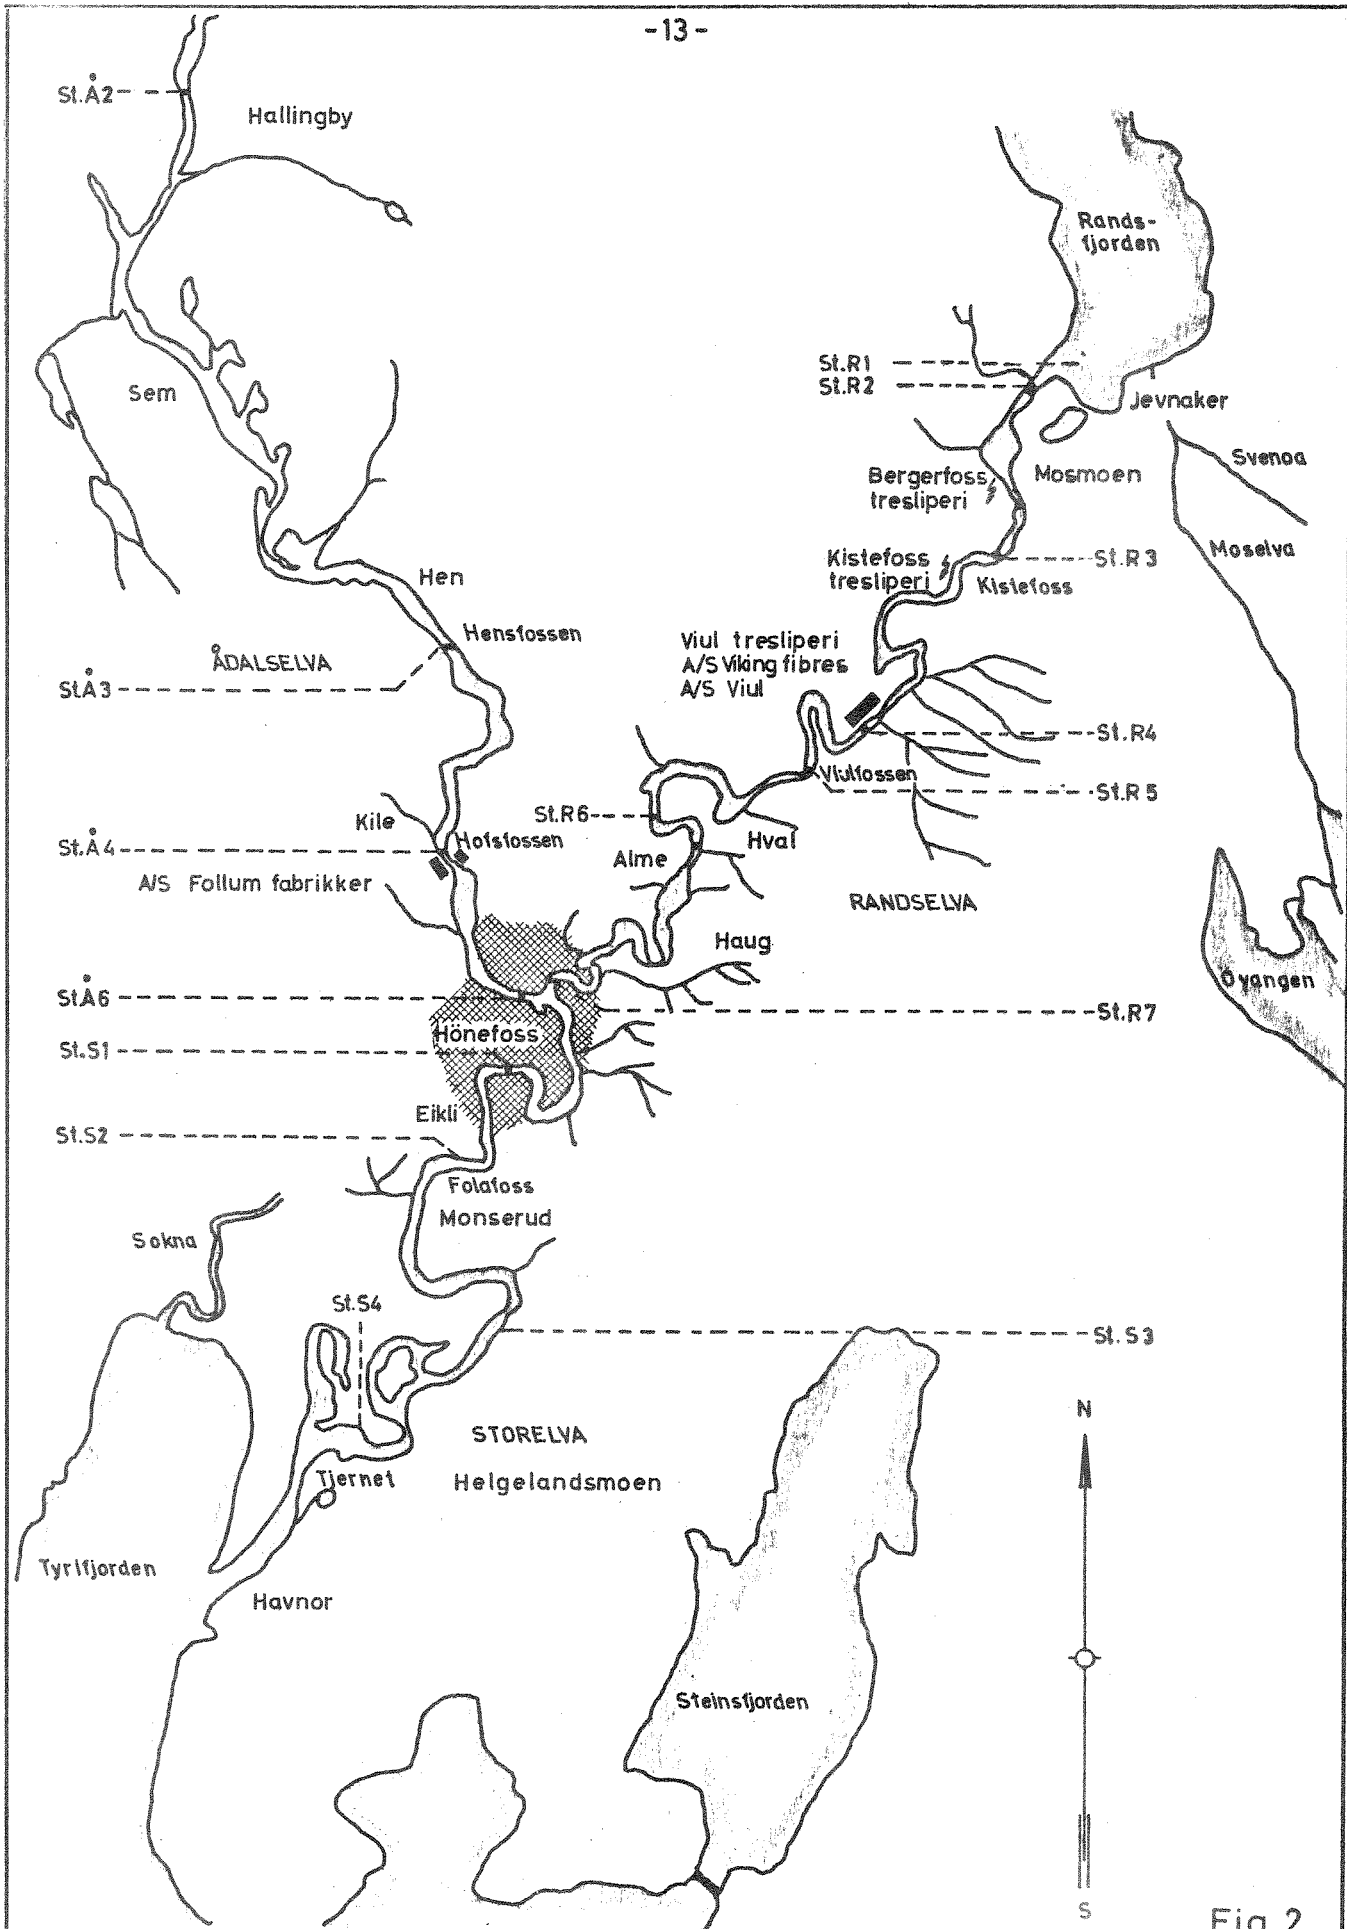 -13-
St.Å2
Hallingby
Rands-
fjorden
St.R1
St.R2
Sem
Jevnaker
Svenoa
Bergerfoss
tresliperi
Mosmoen
Moselva
Kistefoss
tresliperi
St.R3
Kistefoss
Hen
Hensfossen
ÅDALSELVA
Viul tresliperi
A/S Viking fibres
A/S Viul
St.Å3
St.R4
Viulfossen
St.R5
St.R6
Kile
Hofsfossen
Hval
St.Å4
Alme
A/S Follum fabrikker
RANDSELVA
Haug
Öyangen
St.Å6
St.R7
Hönefoss
St.S1
Eikli
St.S2
Folafoss
Monserud
Sokna
St.S4
St.S3
N
STORELVA
Tjernet
Helgelandsmoen
Tyrifjorden
Havnor
Steinsfjorden
S
Fig. 2